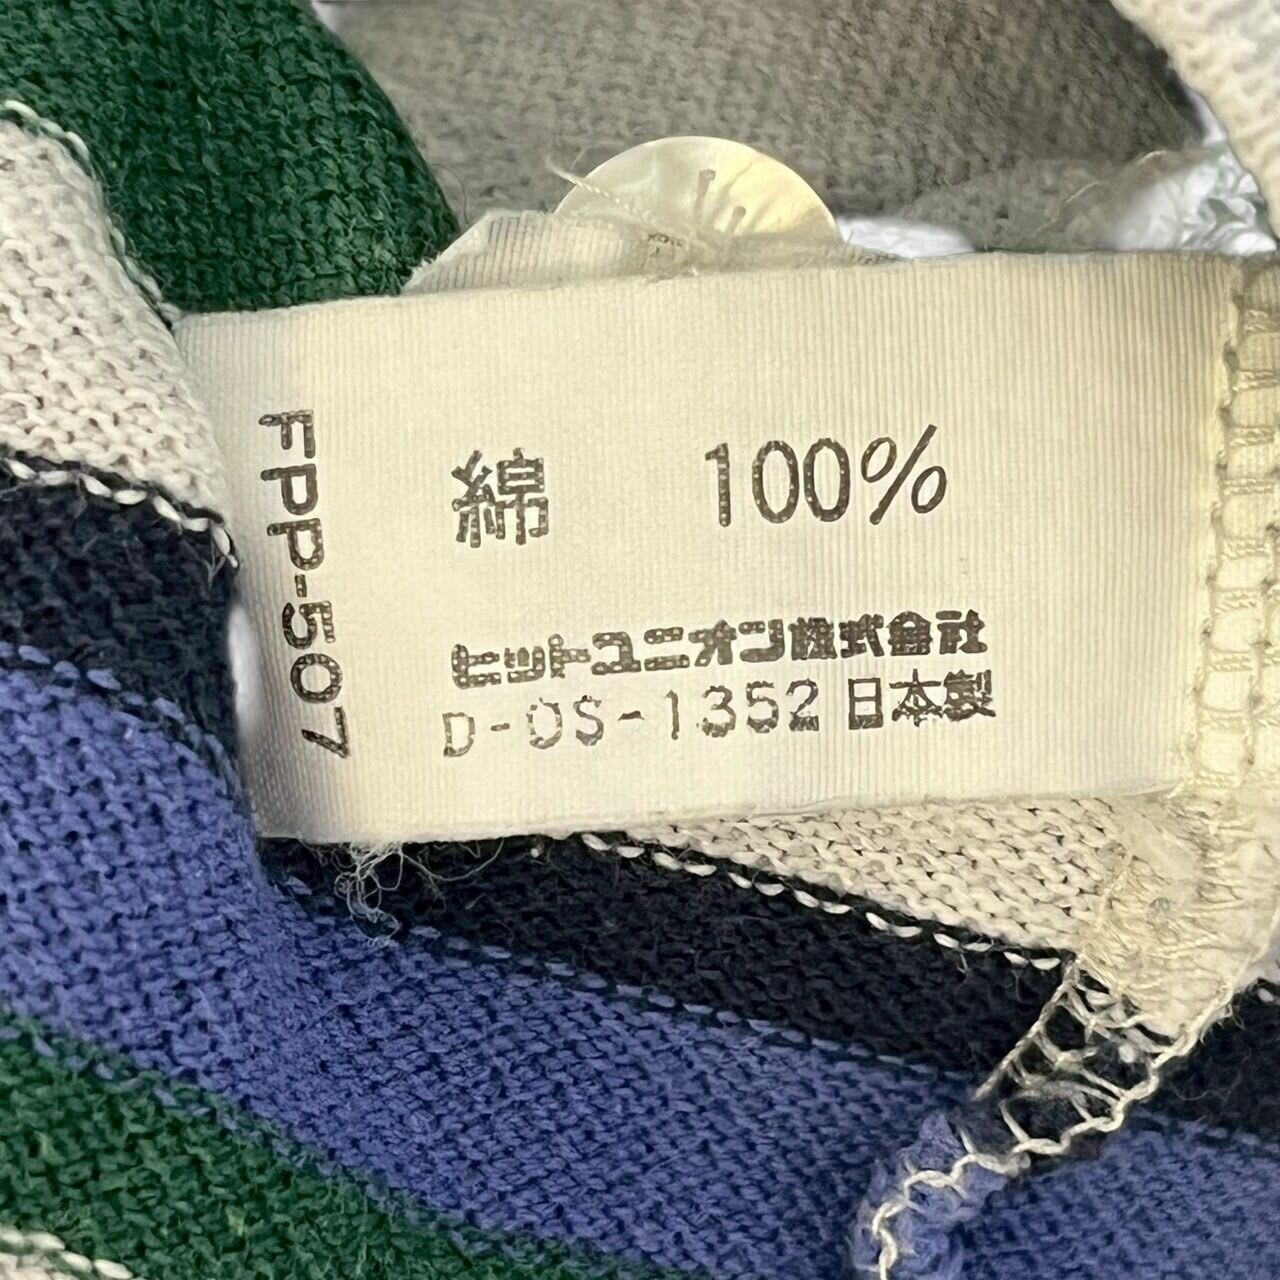 綿 100%
ヒットユニオン株式会社
D-OS-1352 日本製
FPP-507